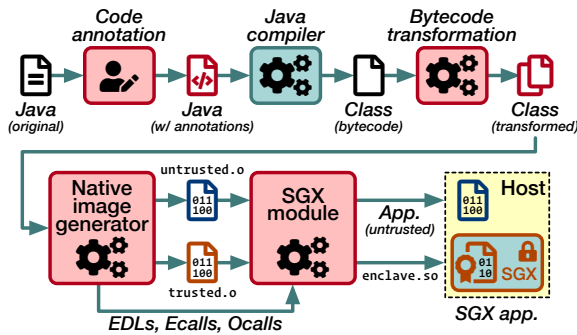 Code
annotation
Java
compiler
Bytecode
transformation
Java
(original)
Java
(w/ annotations)
Class
(bytecode)
Class
(transformed)
Native
image
generator
untrusted.o
011
100
trusted.o
011
100
SGX
module
EDLs, Ecalls, Ocalls
App.
(untrusted)
enclave.so
Host
011
100
01
10
SGX
SGX app.